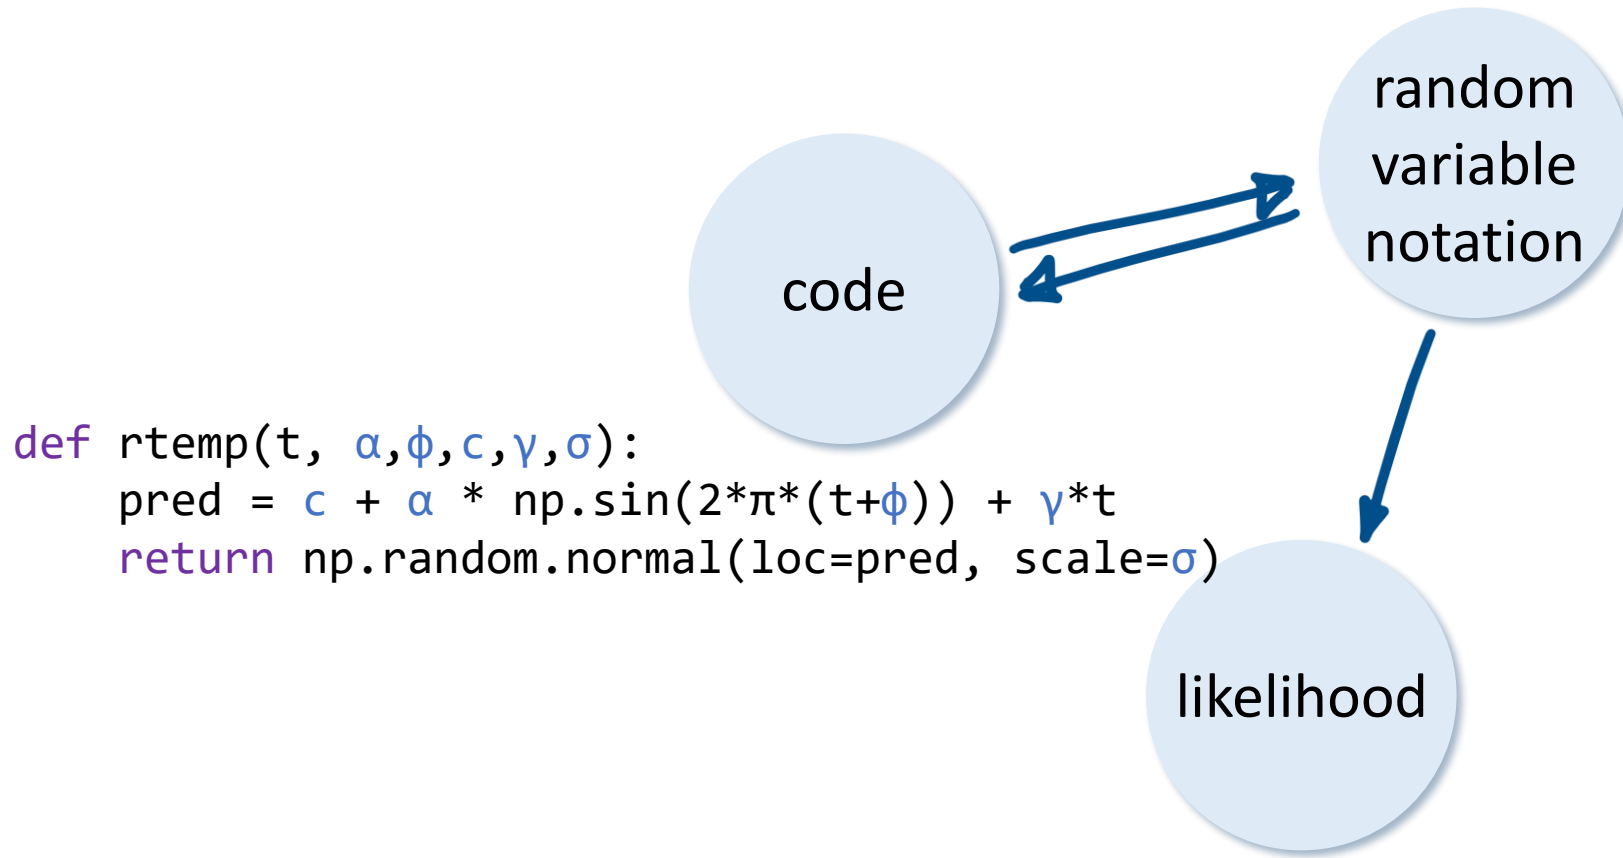 random
variable
notation
code
def rtemp(t, α,ϕ,c,γ,σ):
    pred = c + α * np.sin(2*π*(t+ϕ)) + γ*t
    return np.random.normal(loc=pred, scale=σ)
likelihood